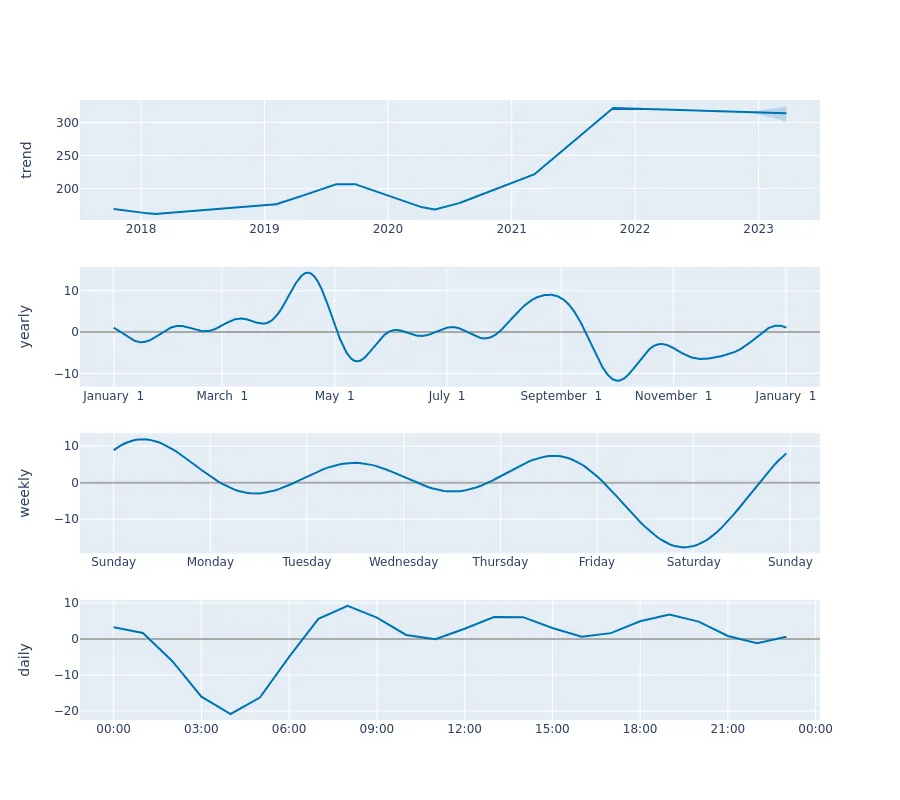 trend
300
250
200
2018 2019 2020 2021 2022 2023
yearly
10
0
−10
January 1 March 1 May 1 July 1 September 1 November 1 January 1
weekly
10
0
−10
Sunday Monday Tuesday Wednesday Thursday Friday Saturday Sunday
daily
10
0
−10
−20
00:00 03:00 06:00 09:00 12:00 15:00 18:00 21:00 00:00